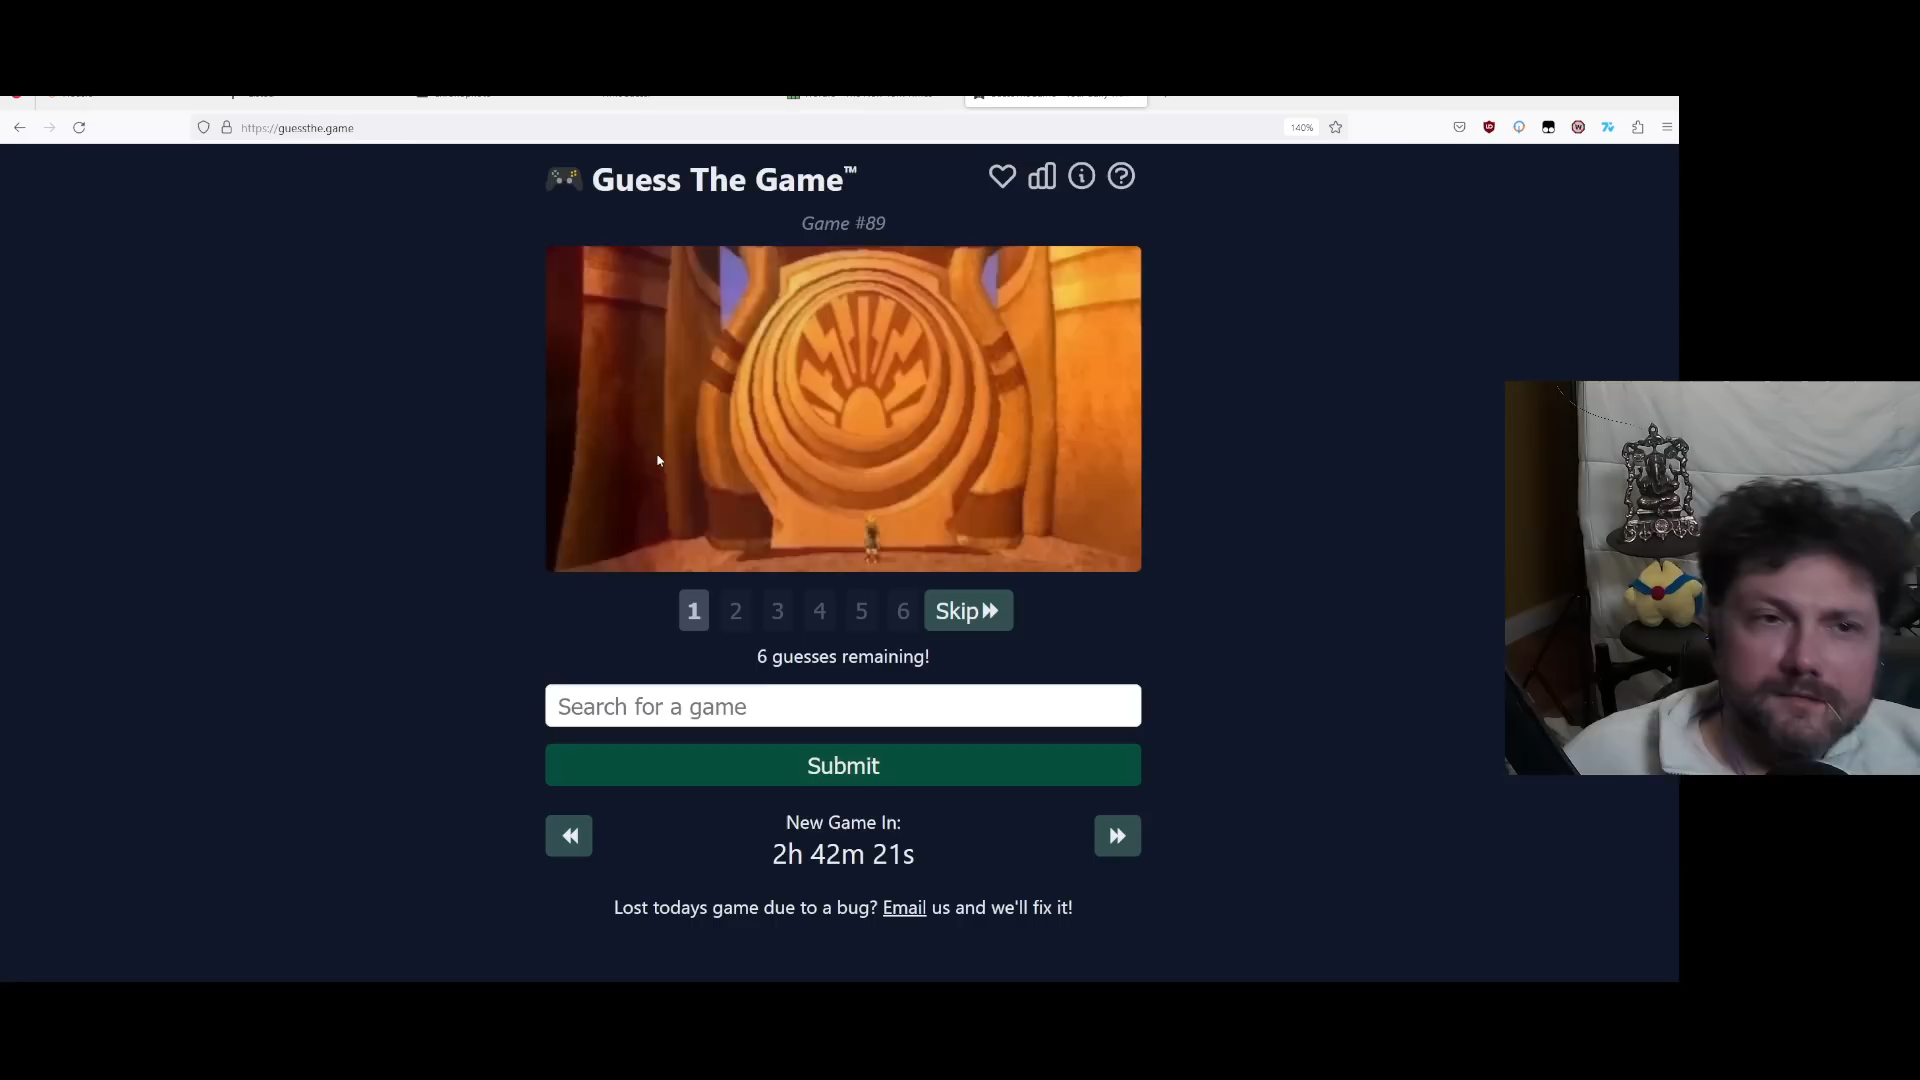 https://guessthe.game
140%
Guess The Game™
Game #89
1 2 3 4 5 6 Skip
6 guesses remaining!
Search for a game
Submit
New Game In:
2h 42m 21s
Lost todays game due to a bug? Email us and we'll fix it!